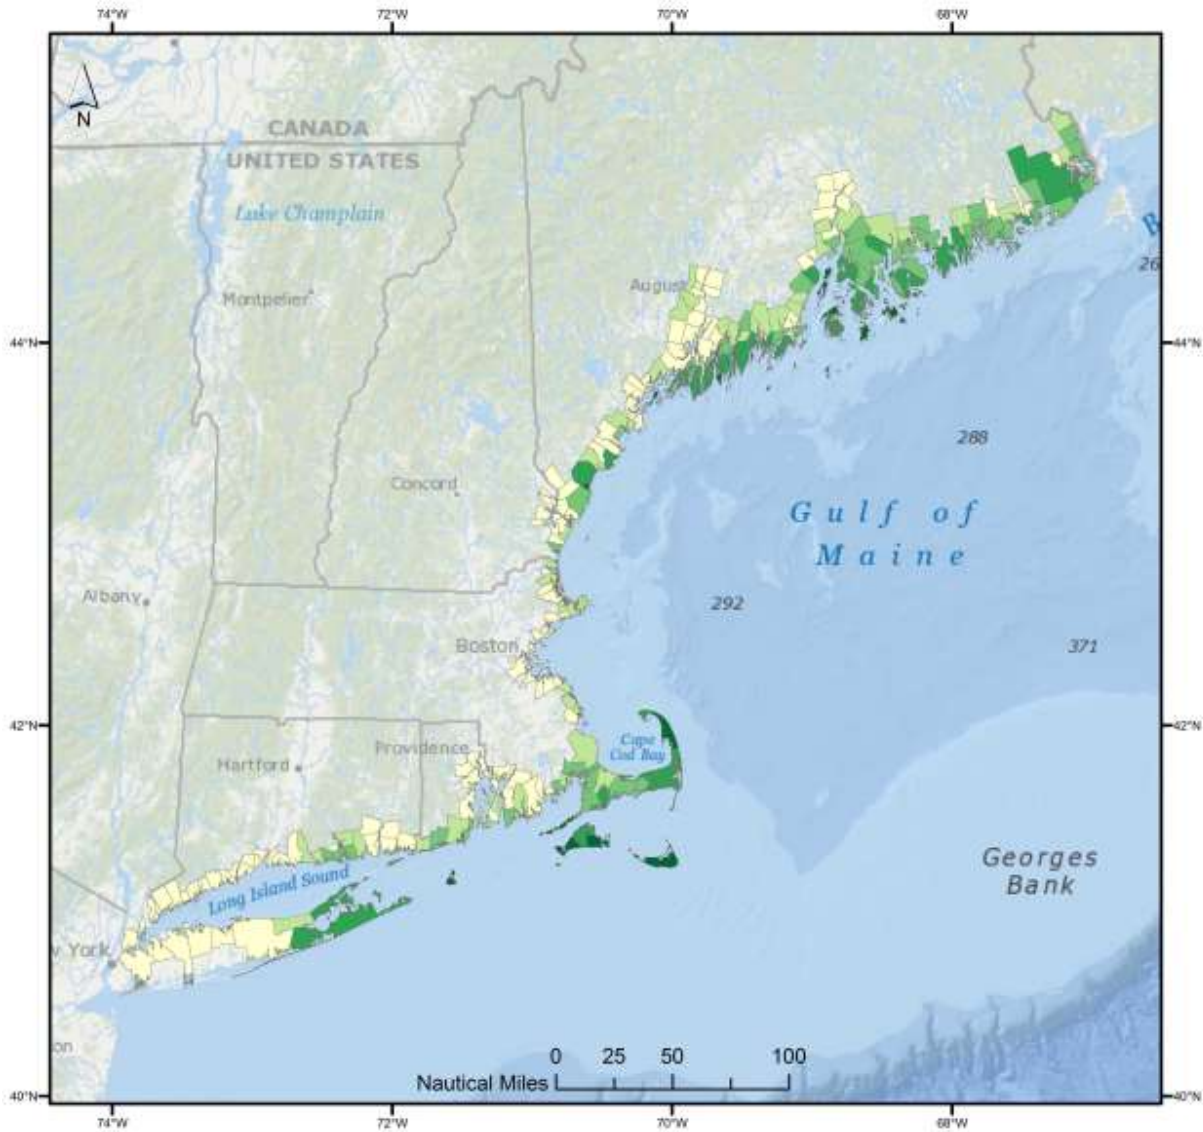 74°W 72°W 70°W 68°W
N
CANADA
UNITED STATES
Lake Champlain
B
26
Montpelier
August
44°N 44°N
288
Concord
Gulf of
Maine
Albany
292
Boston
371
42°N 42°N
Cape
Cod Bay
Providence
Hartford
Georges
Bank
Long Island Sound
w York
on
0 25 50 100
Nautical Miles
40°N 40°N
74°W 72°W 70°W 68°W